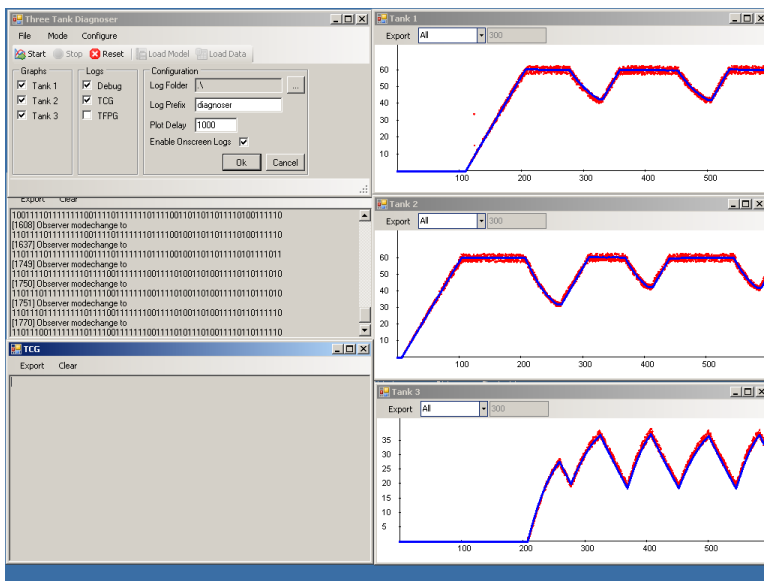 Three Tank Diagnoser
File Mode Configure
Start Stop Reset Load Model Load Data
Graphs Logs Configuration
Tank 1 Debug Log Folder .\ ...
Tank 2 TCG Log Prefix diagnoser
Tank 3 TFPG Plot Delay 1000
Enable Onscreen Logs
Ok Cancel
Export Clear
[1608] Observer modechange to
[1637] Observer modechange to
[1749] Observer modechange to
[1750] Observer modechange to
[1751] Observer modechange to
[1770] Observer modechange to
TCG
Export Clear
Tank 1
Export All 300
60
50
40
30
20
10
100 200 300 400 500
Tank 2
Export All 300
60
50
40
30
20
10
100 200 300 400 500
Tank 3
Export All 300
35
30
25
20
15
10
5
100 200 300 400 500